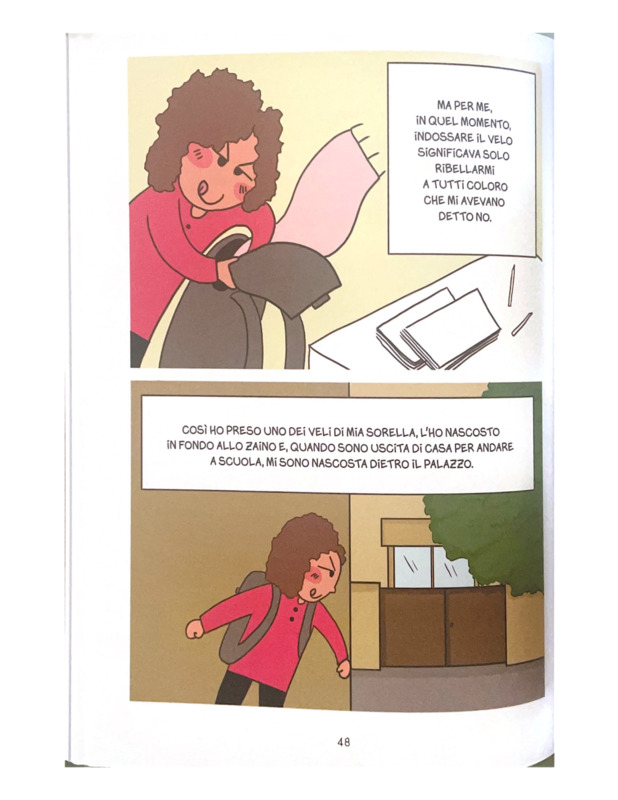 MA PER ME,
IN QUEL MOMENTO,
INDOSSARE IL VELO
SIGNIFICAVA SOLO
RIBELLARMI
A TUTTI COLORO
CHE MI AVEVANO
DETTO NO.
COSÌ HO PRESO UNO DEI VELI DI MIA SORELLA, L'HO NASCOSTO
IN FONDO ALLO ZAINO E, QUANDO SONO USCITA DI CASA PER ANDARE
A SCUOLA, MI SONO NASCOSTA DIETRO IL PALAZZO.
48